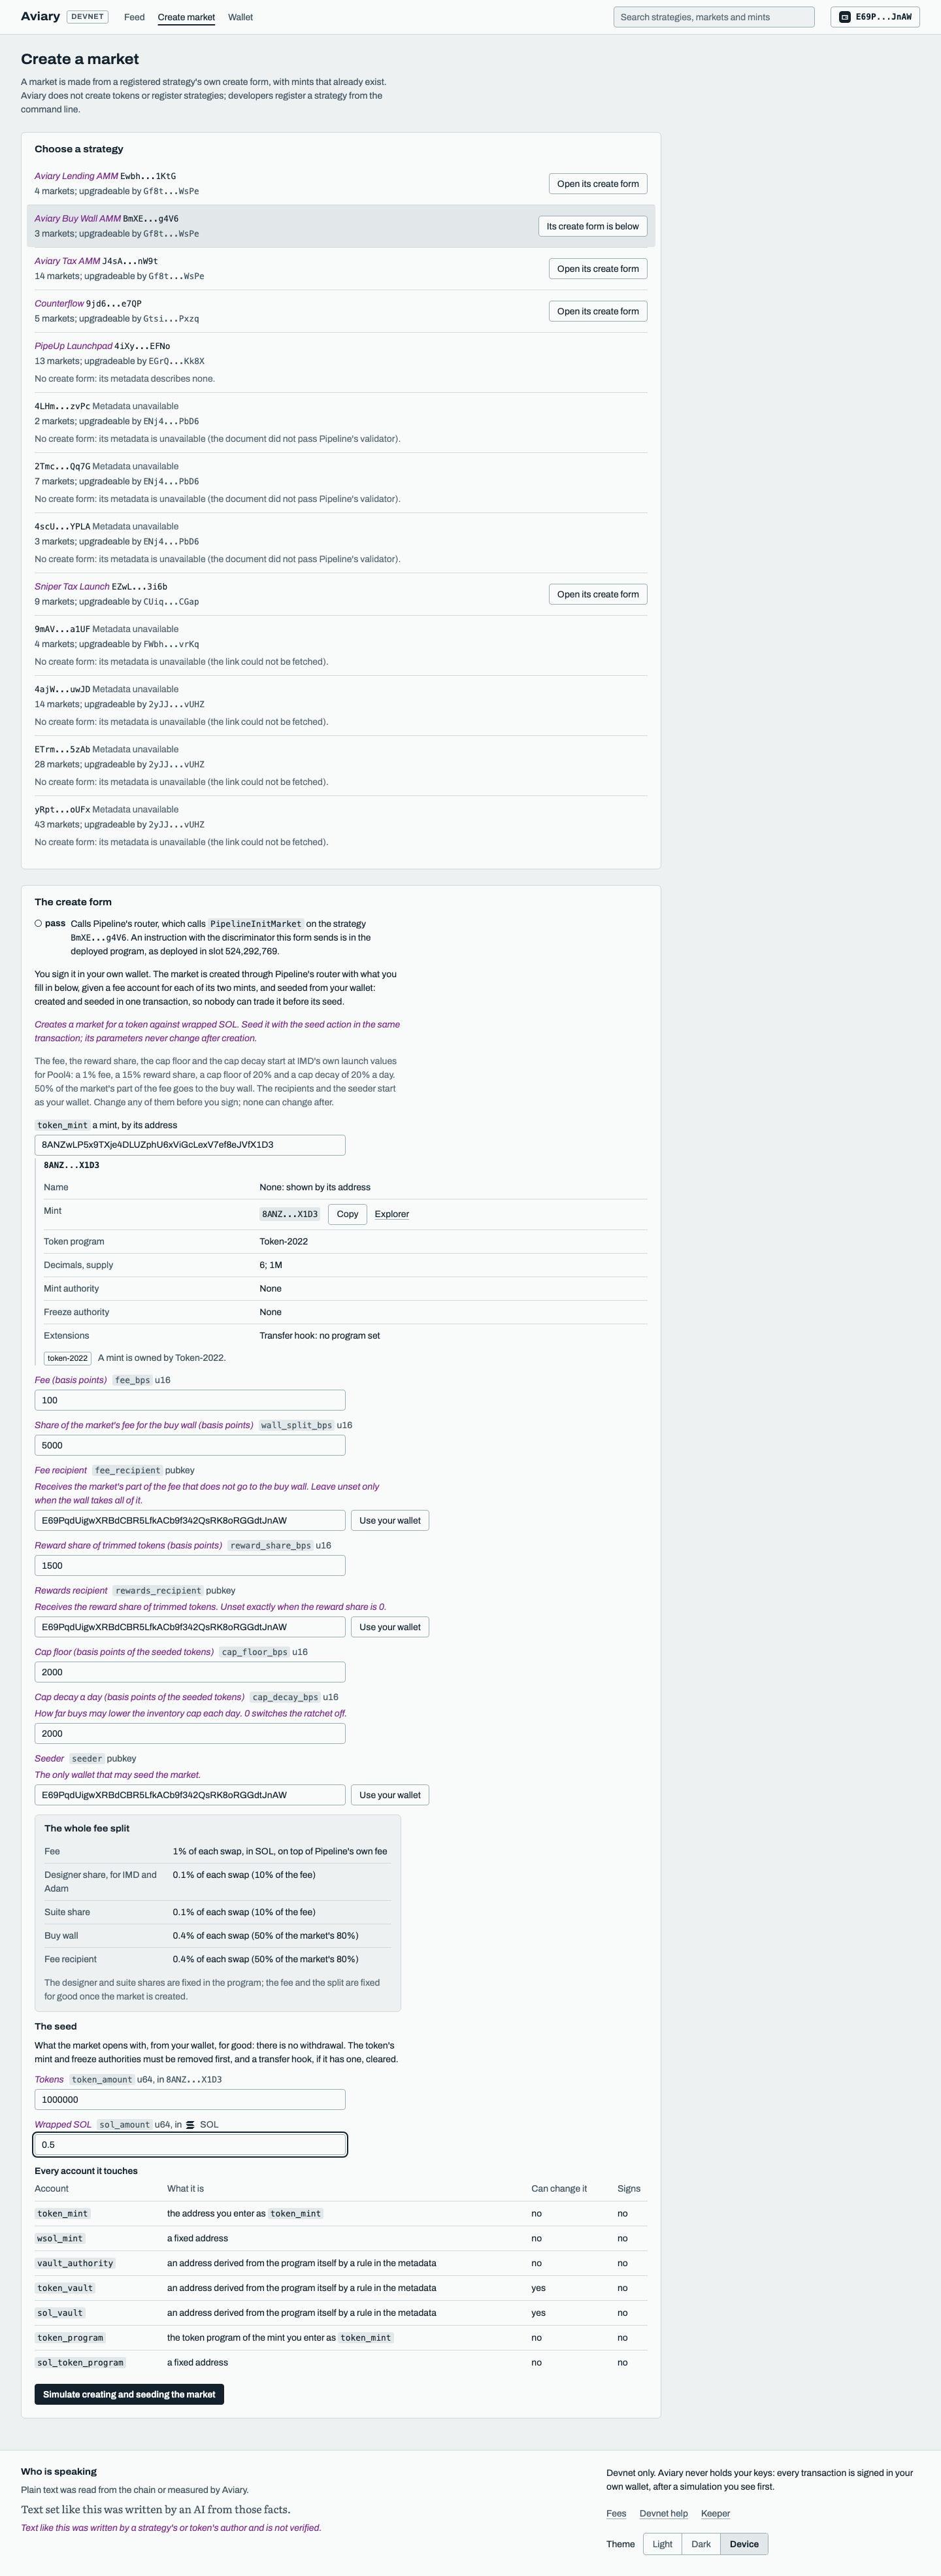 Aviary DEVNET Feed Create market Wallet Search strategies, markets and mints E69P...JnAW
Create a market
A market is made from a registered strategy's own create form, with mints that already exist.
Aviary does not create tokens or register strategies; developers register a strategy from the
command line.
Choose a strategy
Aviary Lending AMM Ewbh...1KtG
4 markets; upgradeable by Gf8t...WsPe
Open its create form
Aviary Buy Wall AMM BmXE...g4V6
3 markets; upgradeable by Gf8t...WsPe
Its create form is below
Aviary Tax AMM J4sA...nW9t
14 markets; upgradeable by Gf8t...WsPe
Open its create form
Counterflow 9jd6...e7QP
5 markets; upgradeable by Gtsi...Pxzq
Open its create form
PipeUp Launchpad 4iXy...EFNo
13 markets; upgradeable by EGrQ...Kk8X
No create form: its metadata describes none.
4LHm...zvPc Metadata unavailable
2 markets; upgradeable by ENj4...PbD6
No create form: its metadata is unavailable (the document did not pass Pipeline's validator).
2Tmc...Qq7G Metadata unavailable
7 markets; upgradeable by ENj4...PbD6
No create form: its metadata is unavailable (the document did not pass Pipeline's validator).
4scU...YPLA Metadata unavailable
3 markets; upgradeable by ENj4...PbD6
No create form: its metadata is unavailable (the document did not pass Pipeline's validator).
Sniper Tax Launch EZwL...3i6b
9 markets; upgradeable by CUiq...CGap
Open its create form
9mAV...a1UF Metadata unavailable
4 markets; upgradeable by FWbh...vrKq
No create form: its metadata is unavailable (the link could not be fetched).
4ajW...uwJD Metadata unavailable
14 markets; upgradeable by 2yJJ...vUHZ
No create form: its metadata is unavailable (the link could not be fetched).
ETrm...5zAb Metadata unavailable
28 markets; upgradeable by 2yJJ...vUHZ
No create form: its metadata is unavailable (the link could not be fetched).
yRpt...oUFx Metadata unavailable
43 markets; upgradeable by 2yJJ...vUHZ
No create form: its metadata is unavailable (the link could not be fetched).
The create form
pass Calls Pipeline's router, which calls PipelineInitMarket on the strategy
BmXE...g4V6. An instruction with the discriminator this form sends is in the
deployed program, as deployed in slot 524,292,769.
You sign it in your own wallet. The market is created through Pipeline's router with what you
fill in below, given a fee account for each of its two mints, and seeded from your wallet:
created and seeded in one transaction, so nobody can trade it before its seed.
Creates a market for a token against wrapped SOL. Seed it with the seed action in the same
transaction; its parameters never change after creation.
The fee, the reward share, the cap floor and the cap decay start at IMD's own launch values
for Pool4: a 1% fee, a 15% reward share, a cap floor of 20% and a cap decay of 20% a day.
50% of the market's part of the fee goes to the buy wall. The recipients and the seeder start
as your wallet. Change any of them before you sign; none can change after.
token_mint a mint, by its address
8ANZwLP5x9TXje4DLUZphU6xViGcLexV7ef8eJVfX1D3
8ANZ...X1D3
Name None: shown by its address
Mint 8ANZ...X1D3 Copy Explorer
Token program Token-2022
Decimals, supply 6; 1M
Mint authority None
Freeze authority None
Extensions Transfer hook: no program set
token-2022 A mint is owned by Token-2022.
Fee (basis points) fee_bps u16
100
Share of the market's fee for the buy wall (basis points) wall_split_bps u16
5000
Fee recipient fee_recipient pubkey
Receives the market's part of the fee that does not go to the buy wall. Leave unset only
when the wall takes all of it.
E69PqdUigwXRBdCBR5LfkACb9f342QsRK8oRGGdtJnAW Use your wallet
Reward share of trimmed tokens (basis points) reward_share_bps u16
1500
Rewards recipient rewards_recipient pubkey
Receives the reward share of trimmed tokens. Unset exactly when the reward share is 0.
E69PqdUigwXRBdCBR5LfkACb9f342QsRK8oRGGdtJnAW Use your wallet
Cap floor (basis points of the seeded tokens) cap_floor_bps u16
2000
Cap decay a day (basis points of the seeded tokens) cap_decay_bps u16
How far buys may lower the inventory cap each day. 0 switches the ratchet off.
2000
Seeder seeder pubkey
The only wallet that may seed the market.
E69PqdUigwXRBdCBR5LfkACb9f342QsRK8oRGGdtJnAW Use your wallet
The whole fee split
Fee 1% of each swap, in SOL, on top of Pipeline's own fee
Designer share, for IMD and 0.1% of each swap (10% of the fee)
Adam
Suite share 0.1% of each swap (10% of the fee)
Buy wall 0.4% of each swap (50% of the market's 80%)
Fee recipient 0.4% of each swap (50% of the market's 80%)
The designer and suite shares are fixed in the program; the fee and the split are fixed
for good once the market is created.
The seed
What the market opens with, from your wallet, for good: there is no withdrawal. The token's
mint and freeze authorities must be removed first, and a transfer hook, if it has one, cleared.
Tokens token_amount u64, in 8ANZ...X1D3
1000000
Wrapped SOL sol_amount u64, in SOL
0.5
Every account it touches
Account What it is Can change it Signs
token_mint the address you enter as token_mint no no
wsol_mint a fixed address no no
vault_authority an address derived from the program itself by a rule in the metadata no no
token_vault an address derived from the program itself by a rule in the metadata yes no
sol_vault an address derived from the program itself by a rule in the metadata yes no
token_program the token program of the mint you enter as token_mint no no
sol_token_program a fixed address no no
Simulate creating and seeding the market
Who is speaking
Plain text was read from the chain or measured by Aviary.
Text set like this was written by an AI from those facts.
Text like this was written by a strategy's or token's author and is not verified.
Devnet only. Aviary never holds your keys: every transaction is signed in your
own wallet, after a simulation you see first.
Fees Devnet help Keeper
Theme Light Dark Device